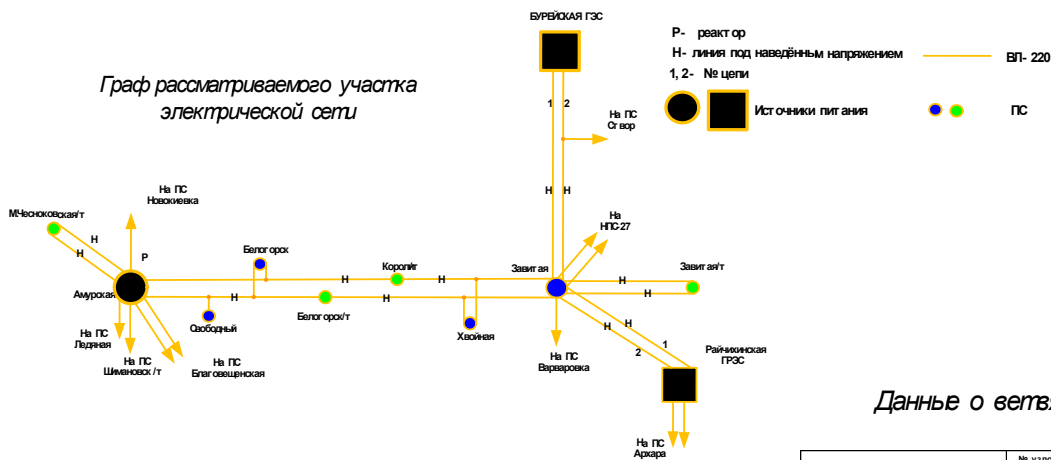 БУРЕЙСКАЯ ГЭС
Р- реактор
Н- линия под наведённым напряжением
1, 2- № цепи
ВЛ- 220
Источники питания
ПС
Граф рассматриваемого участка
электрической сети
1 2
На ПС
Створ
На ПС
Новокиевка
М.Чесноковская/т
Н
Н
Н Н
На
НПС-27
Р
Белогорск
Корол/т
Завитая
Завитая/т
Н
Н
Н
Н
Амурская
Н
Н
Свободный
Белогорск/т
Хвойная
Н
Н
1
2
На ПС
Ледяная
На ПС
Шимановск /т
На ПС
Благовещенская
На ПС
Варваровка
Райчихинская
ГРЭС
На ПС
Архара
Данные о ветвя